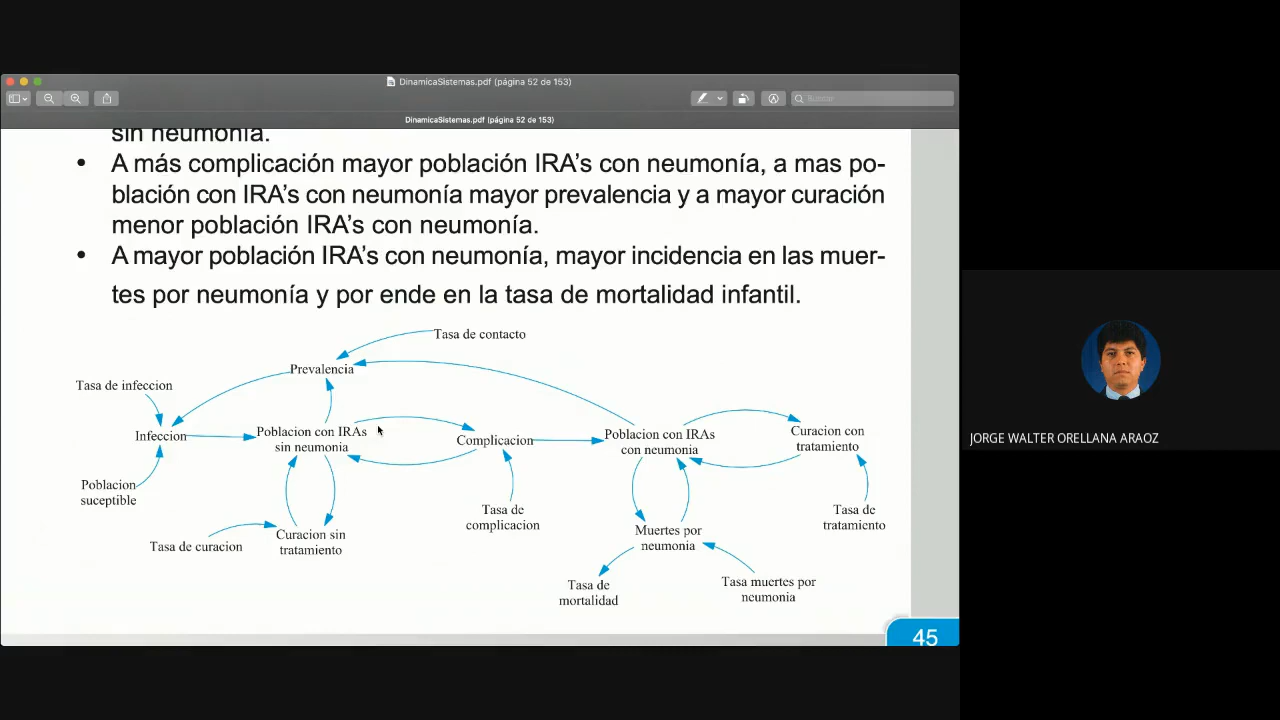 DinamicaSistemas.pdf (página 52 de 153)
Buscar
DinamicaSistemas.pdf (página 52 de 153)
sin neumonía.
• A más complicación mayor población IRA’s con neumonía, a mas po-
blación con IRA’s con neumonía mayor prevalencia y a mayor curación
menor población IRA’s con neumonía.
• A mayor población IRA’s con neumonía, mayor incidencia en las muer-
tes por neumonía y por ende en la tasa de mortalidad infantil.
Tasa de contacto
Prevalencia
Tasa de infeccion
Infeccion
Poblacion con IRAs
sin neumonia
Complicacion
Poblacion con IRAs
con neumonia
Curacion con
tratamiento
Poblacion
suceptible
Tasa de curacion
Curacion sin
tratamiento
Tasa de
complicacion
Muertes por
neumonia
Tasa de
tratamiento
Tasa de
mortalidad
Tasa muertes por
neumonia
45
JORGE WALTER ORELLANA ARAOZ